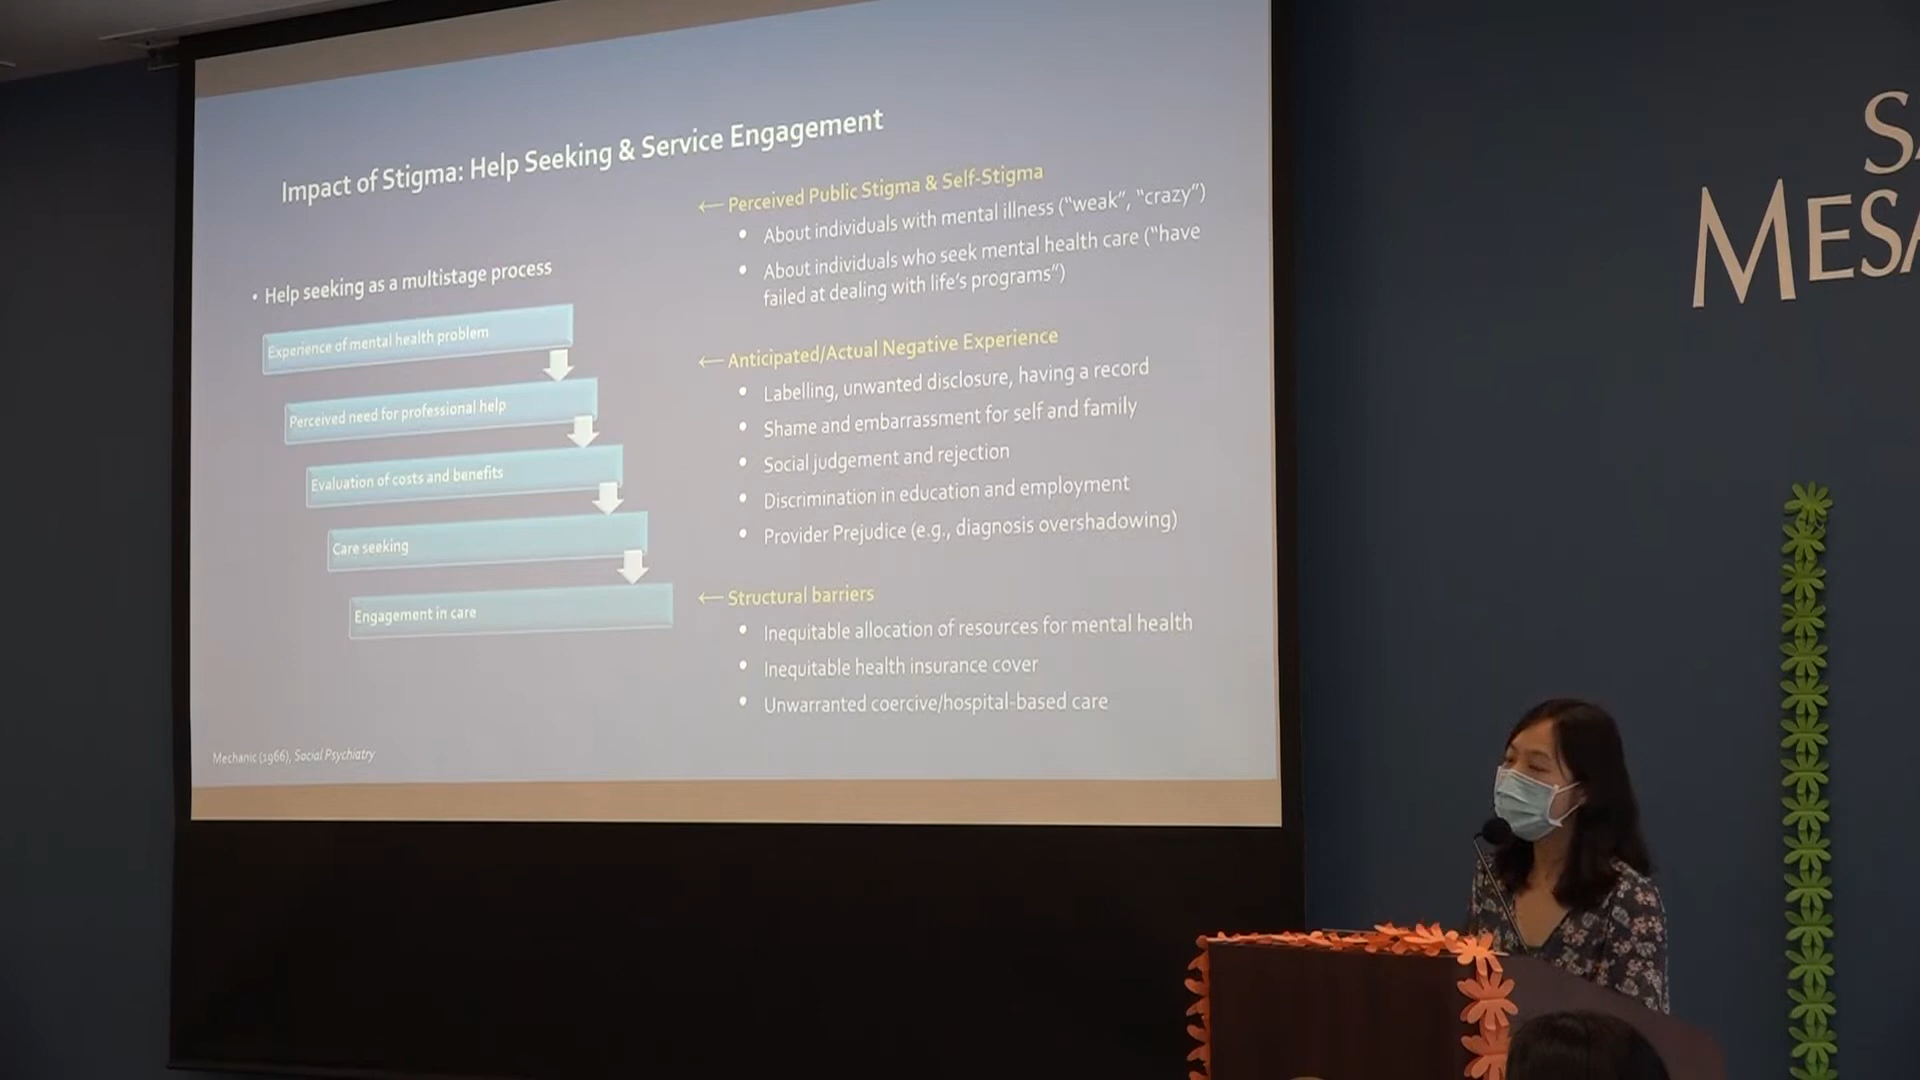 Impact of Stigma: Help Seeking & Service Engagement
• Help seeking as a multistage process
Experience of mental health problem
Perceived need for professional help
Evaluation of costs and benefits
Care seeking
Engagement in care
← Perceived Public Stigma & Self-Stigma
• About individuals with mental illness (“weak”, “crazy”)
• About individuals who seek mental health care (“have
failed at dealing with life’s programs”)
← Anticipated/Actual Negative Experience
• Labelling, unwanted disclosure, having a record
• Shame and embarrassment for self and family
• Social judgement and rejection
• Discrimination in education and employment
• Provider Prejudice (e.g., diagnosis overshadowing)
← Structural barriers
• Inequitable allocation of resources for mental health
• Inequitable health insurance cover
• Unwarranted coercive/hospital-based care
Mechanic (1966), Social Psychiatry
SA
MESA